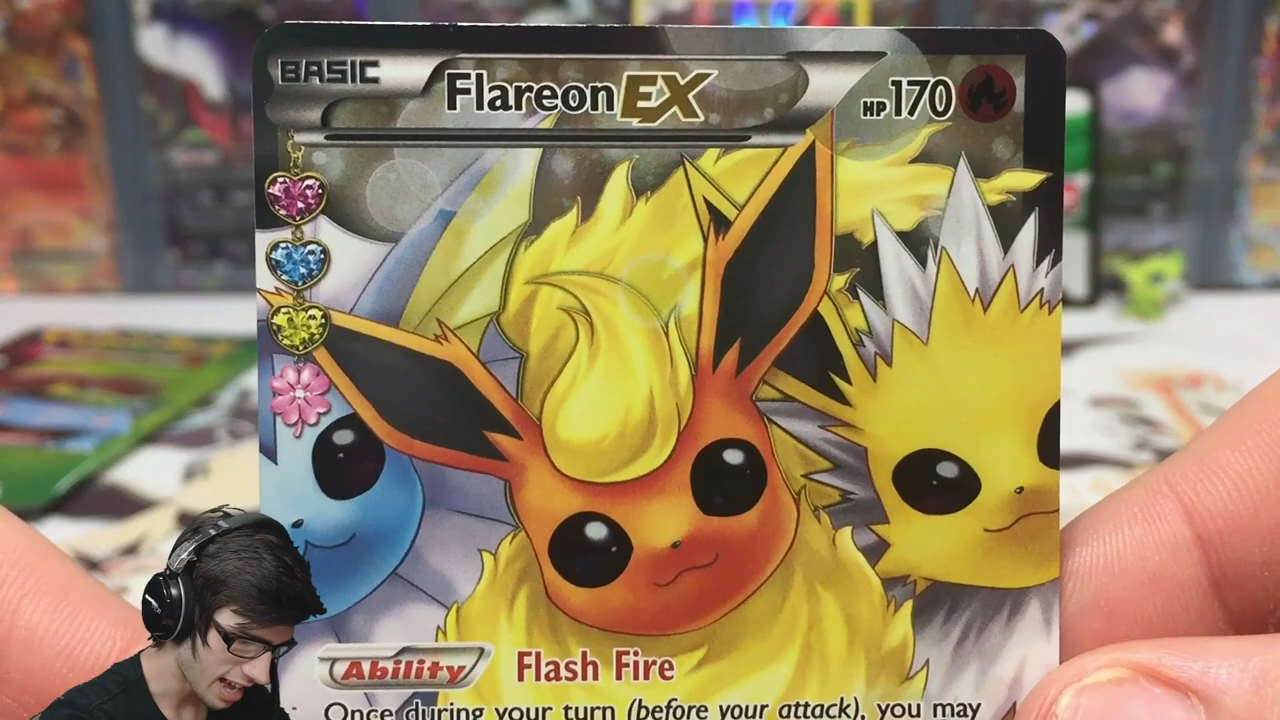 BASIC Flareon EX HP 170
Ability Flash Fire
Once during your turn (before your attack), you may